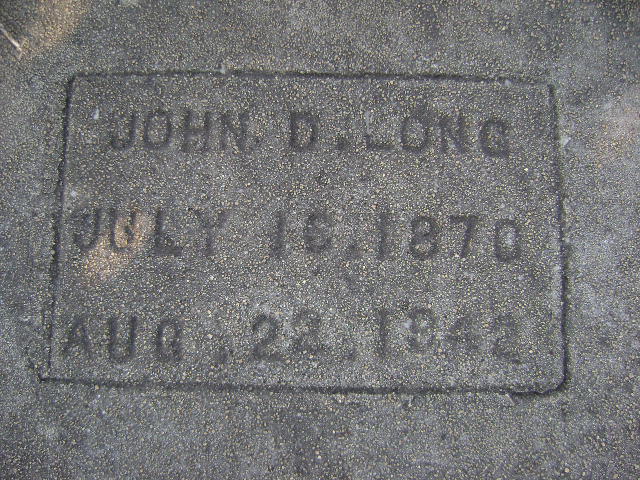 JOHN D. LONG
JULY 16. 1870
AUG. 22. 1942